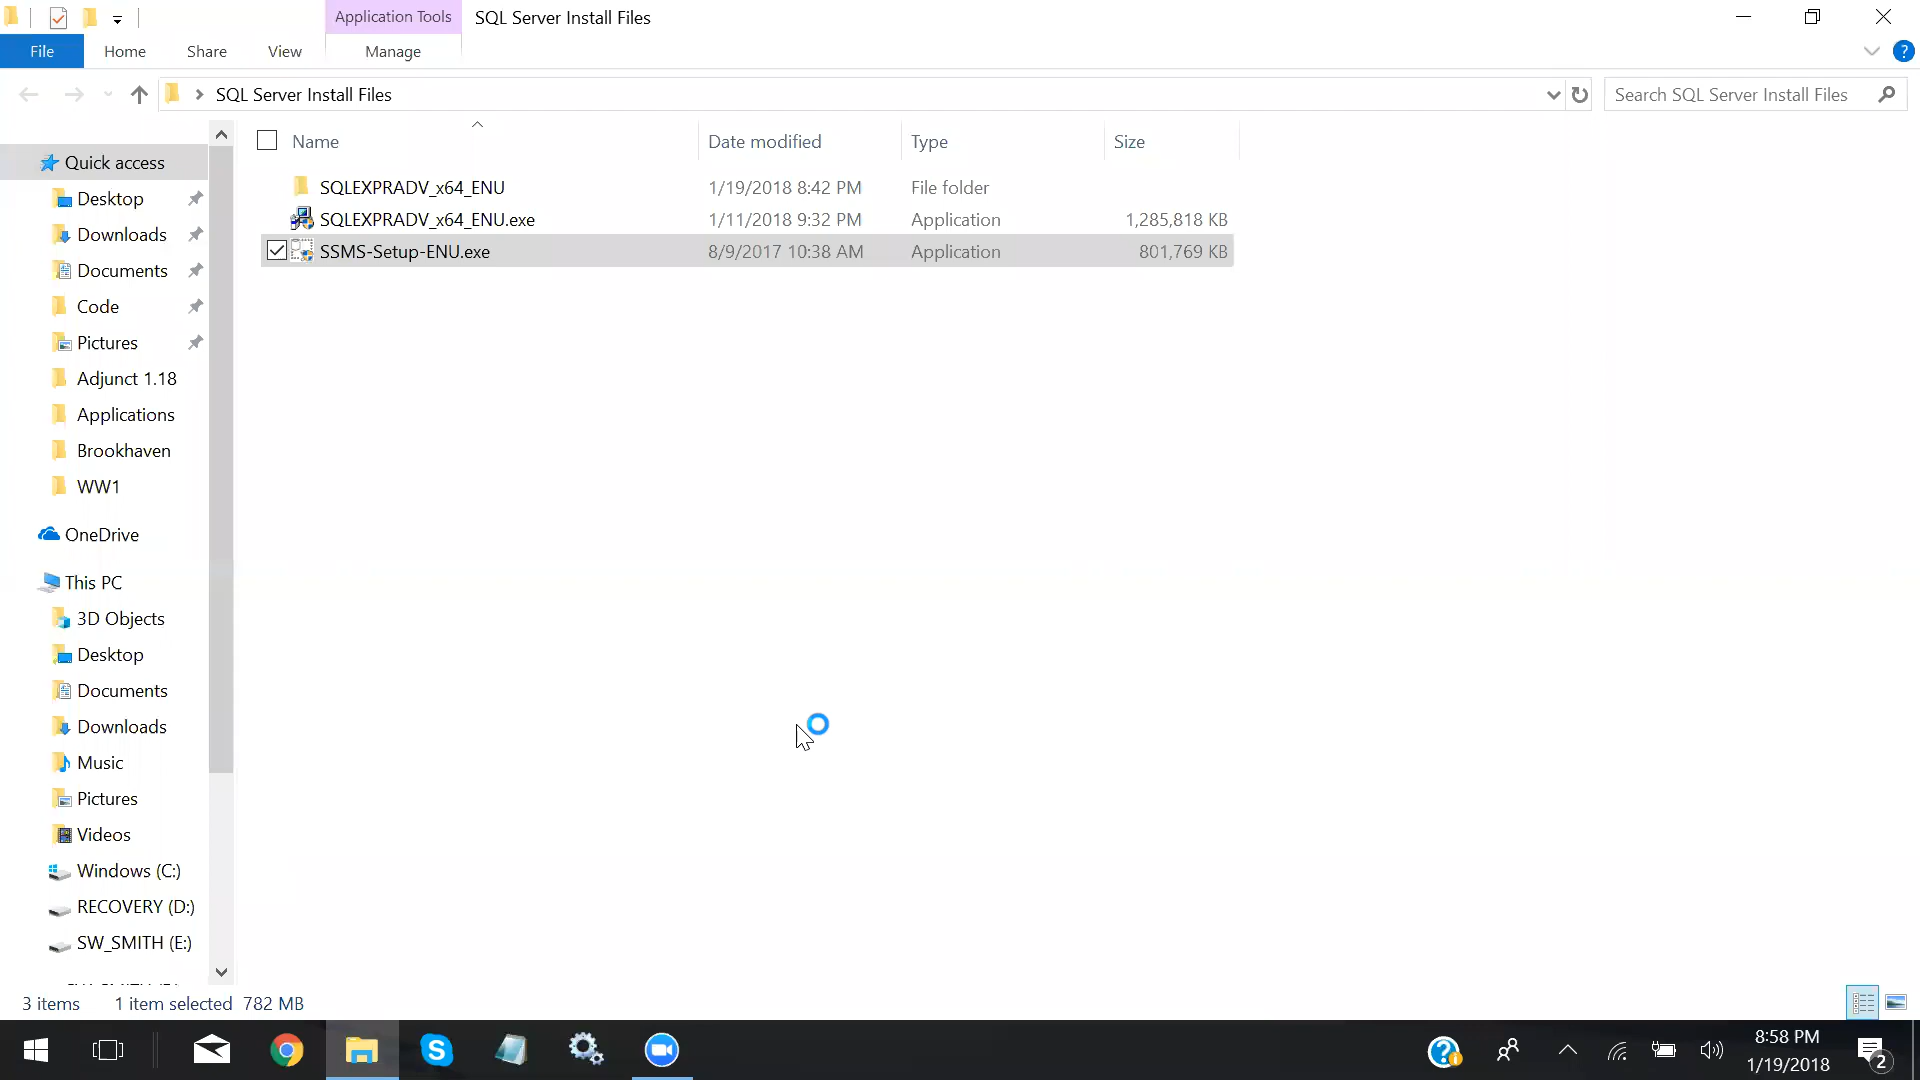 Application Tools
SQL Server Install Files
File
Home
Share
View
Manage
?
SQL Server Install Files
Search SQL Server Install Files
Name
Date modified
Type
Size
SQLEXPRADV_x64_ENU
1/19/2018 8:42 PM
File folder
SQLEXPRADV_x64_ENU.exe
1/11/2018 9:32 PM
Application
1,285,818 KB
SSMS-Setup-ENU.exe
8/9/2017 10:38 AM
Application
801,769 KB
Quick access
Desktop
Downloads
Documents
Code
Pictures
Adjunct 1.18
Applications
Brookhaven
WW1
OneDrive
This PC
3D Objects
Desktop
Documents
Downloads
Music
Pictures
Videos
Windows (C:)
RECOVERY (D:)
SW_SMITH (E:)
3 items
1 item selected 782 MB
S
?
8:58 PM
1/19/2018
2